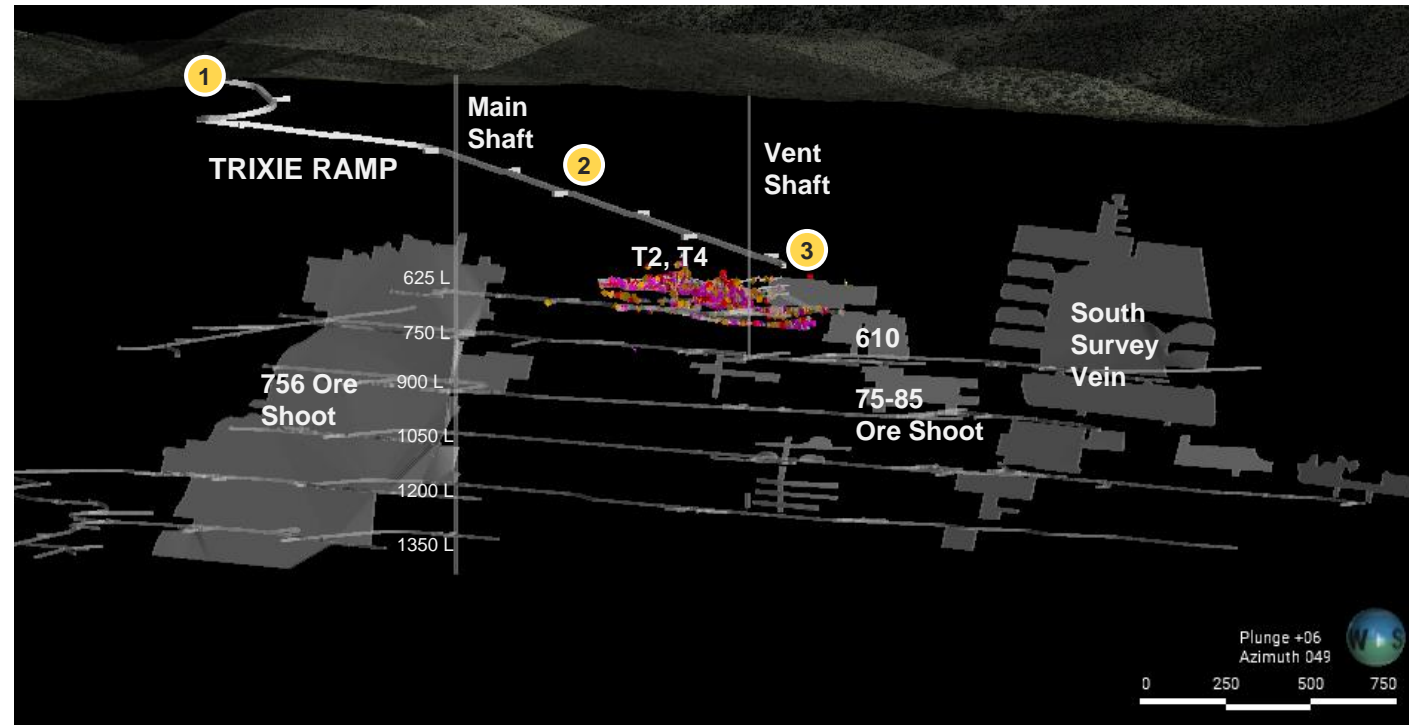 1
Main
Shaft
2
TRIXIE RAMP
Vent
Shaft
3
T2, T4
625 L
750 L
610
South
Survey
Vein
756 Ore
Shoot
900 L
75-85
Ore Shoot
1050 L
1200 L
1350 L
Plunge +06
Azimuth 049
W S
0 250 500 750